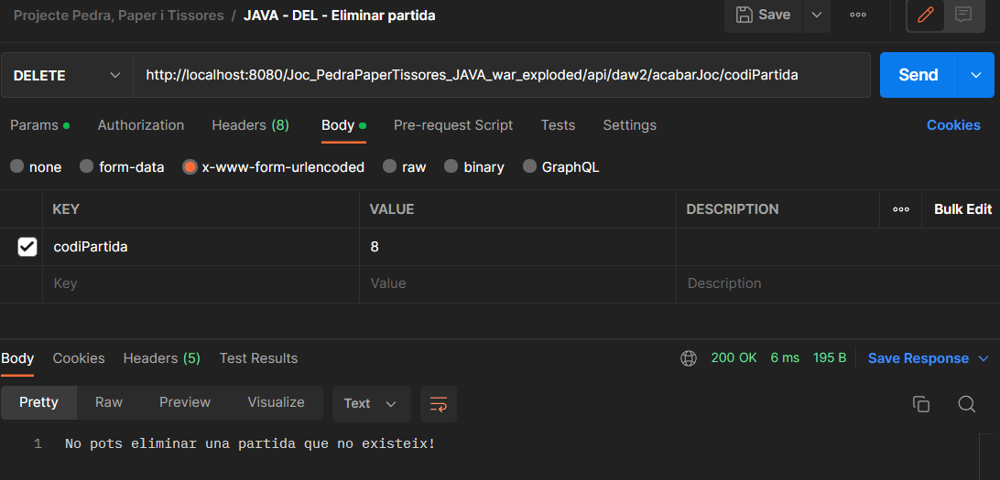 Projecte Pedra, Paper i Tissores / JAVA - DEL - Eliminar partida Save
DELETE http://localhost:8080/Joc_PedraPaperTissores_JAVA_war_exploded/api/daw2/acabarJoc/codiPartida Send
Params Authorization Headers (8) Body Pre-request Script Tests Settings Cookies
none form-data x-www-form-urlencoded raw binary GraphQL
KEY VALUE DESCRIPTION Bulk Edit
codiPartida 8
Key Value Description
Body Cookies Headers (5) Test Results 200 OK 6 ms 195 B Save Response
Pretty Raw Preview Visualize Text
1 No pots eliminar una partida que no existeix!